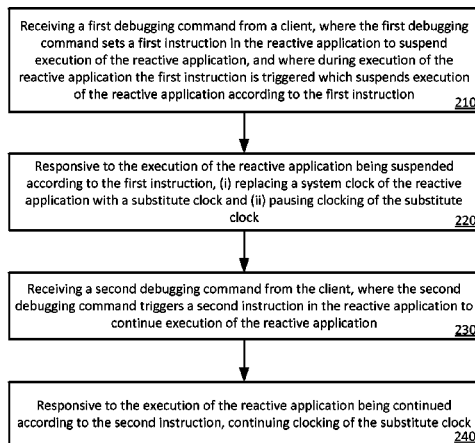 Receiving a first debugging command from a client, where the first debugging
command sets a first instruction in the reactive application to suspend
execution of the reactive application, and where during execution of the
reactive application the first instruction is triggered which suspends execution
of the reactive application according to the first instruction
210
Responsive to the execution of the reactive application being suspended
according to the first instruction, (i) replacing a system clock of the reactive
application with a substitute clock and (ii) pausing clocking of the substitute
clock
220
Receiving a second debugging command from the client, where the second
debugging command triggers a second instruction in the reactive application to
continue execution of the reactive application
230
Responsive to the execution of the reactive application being continued
according to the second instruction, continuing clocking of the substitute clock
240